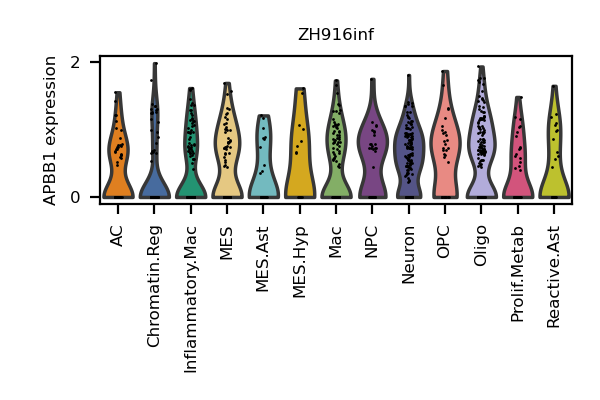 ZH916inf
APBB1 expression
2
0
AC
Chromatin.Reg
Inflammatory.Mac
MES
MES.Ast
MES.Hyp
Mac
NPC
Neuron
OPC
Oligo
Prolif.Metab
Reactive.Ast